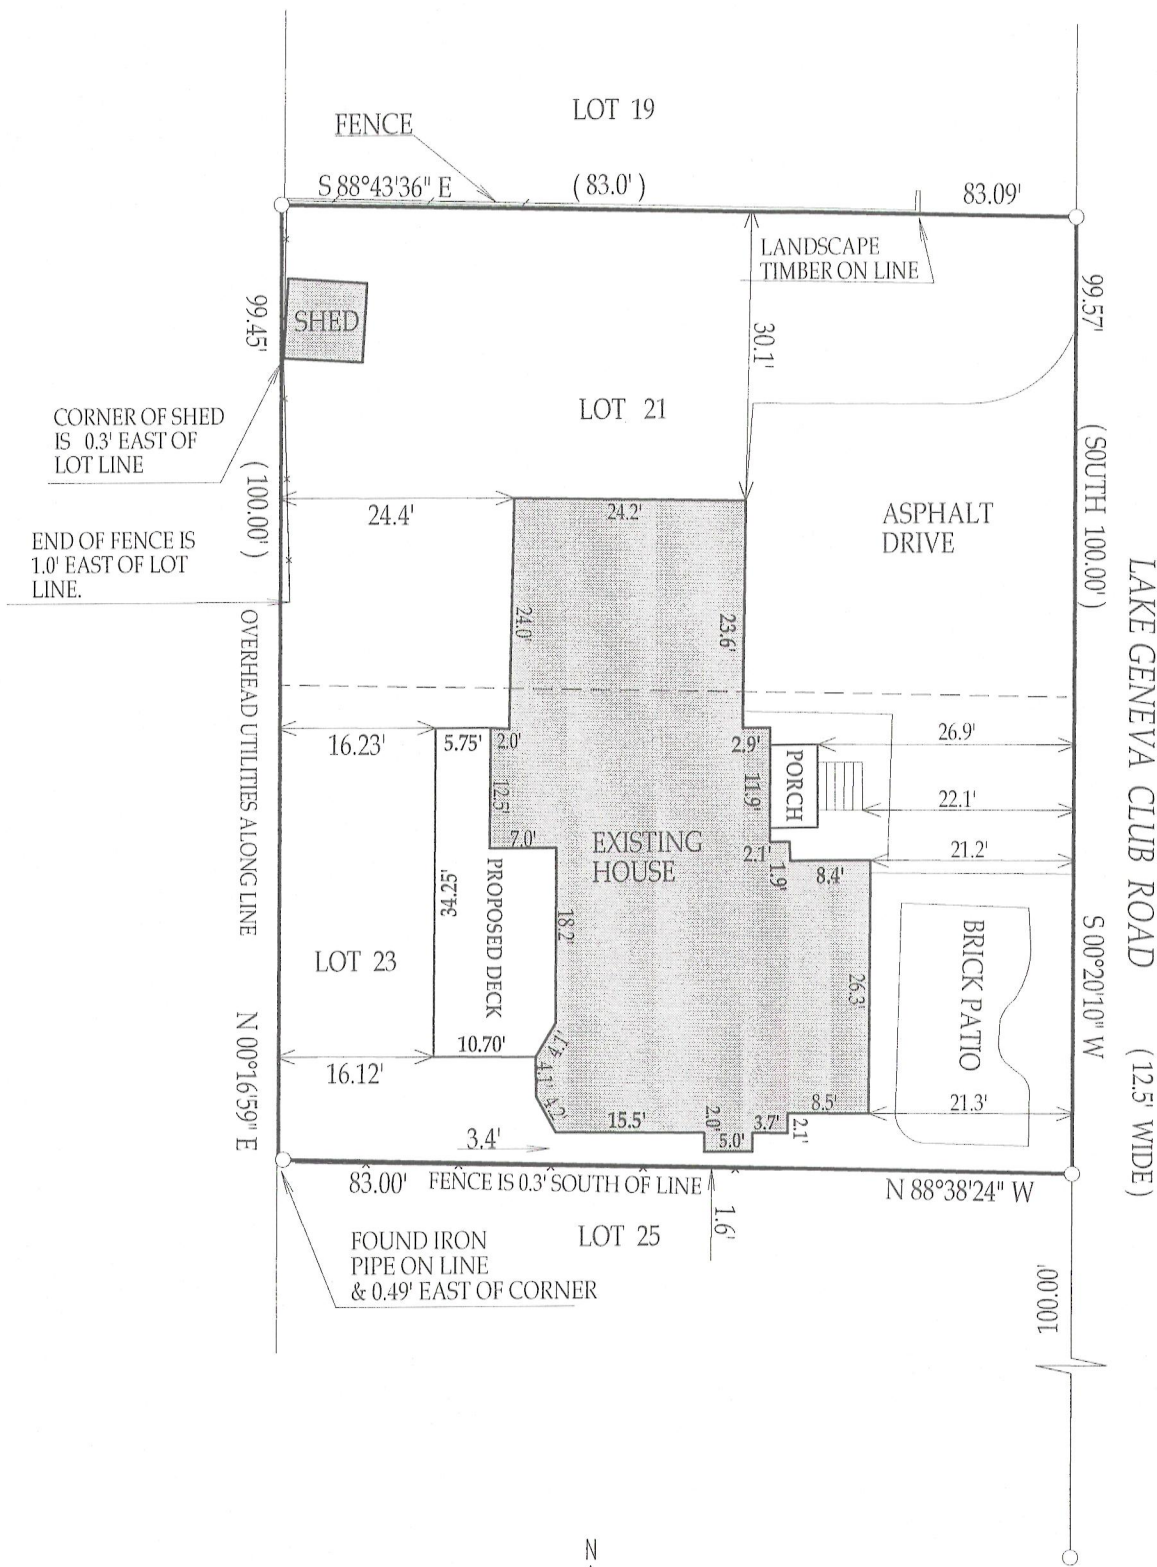 LOT 19
FENCE
S 88°43'36" E
( 83.0' )
83.09'
LANDSCAPE
TIMBER ON LINE
99.57'
99.45'
SHED
30.1'
CORNER OF SHED
IS 0.3' EAST OF
LOT LINE
LOT 21
( 100.00' )
(SOUTH 100.00')
24.4'
24.2'
ASPHALT
DRIVE
END OF FENCE IS
1.0' EAST OF LOT
LINE.
LAKE GENEVA CLUB ROAD (12.5' WIDE)
24.0'
23.6'
OVERHEAD UTILITIES ALONG LINE
16.23'
5.75'
2.0'
2.9'
26.9'
12.5'
11.9'
PORCH
22.1'
7.0'
EXISTING
HOUSE
2.1'
1.9'
8.4'
21.2'
34.25'
PROPOSED DECK
18.2'
26.3'
BRICK PATIO
S 00°20'10" W
LOT 23
N 00°16'59" E
16.12'
10.70'
4.2'
4.1'
4.2'
15.5'
2.0'
5.0'
3.7'
2.1'
8.5'
21.3'
3.4'
83.00'
FENCE IS 0.3' SOUTH OF LINE
N 88°38'24" W
1.6'
LOT 25
FOUND IRON
PIPE ON LINE
& 0.49' EAST OF CORNER
100.00'
N